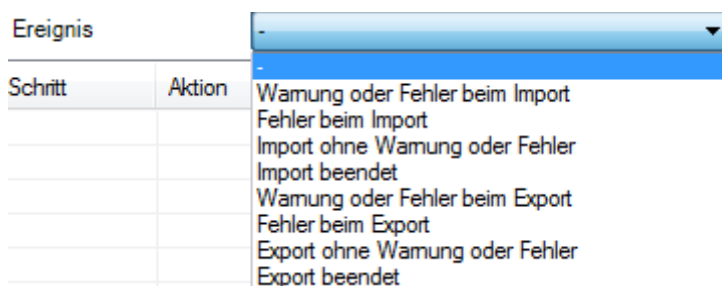 Ereignis -
-
Schritt Aktion
Warnung oder Fehler beim Import
Fehler beim Import
Import ohne Warnung oder Fehler
Import beendet
Warnung oder Fehler beim Export
Fehler beim Export
Export ohne Warnung oder Fehler
Export beendet